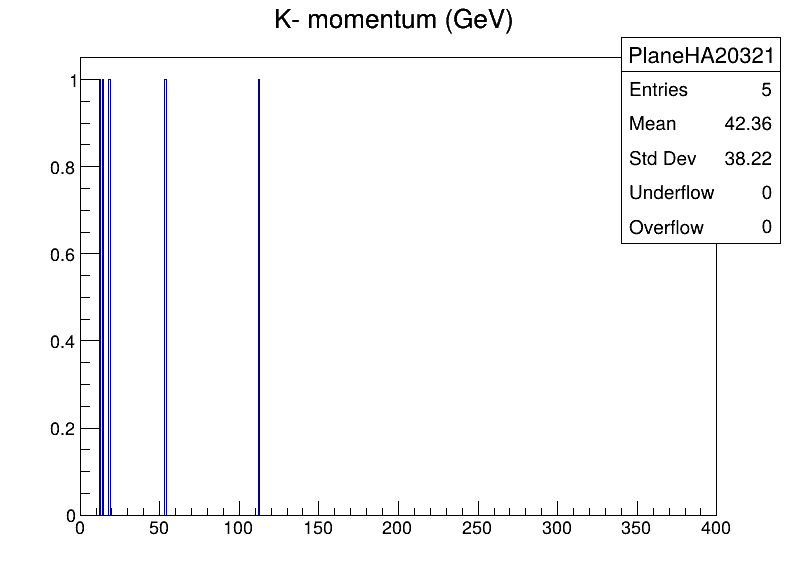 K- momentum (GeV)
PlaneHA20321
Entries 5
Mean 42.36
Std Dev 38.22
Underflow 0
Overflow 0
1
0.8
0.6
0.4
0.2
0
0 50 100 150 200 250 300 350 400